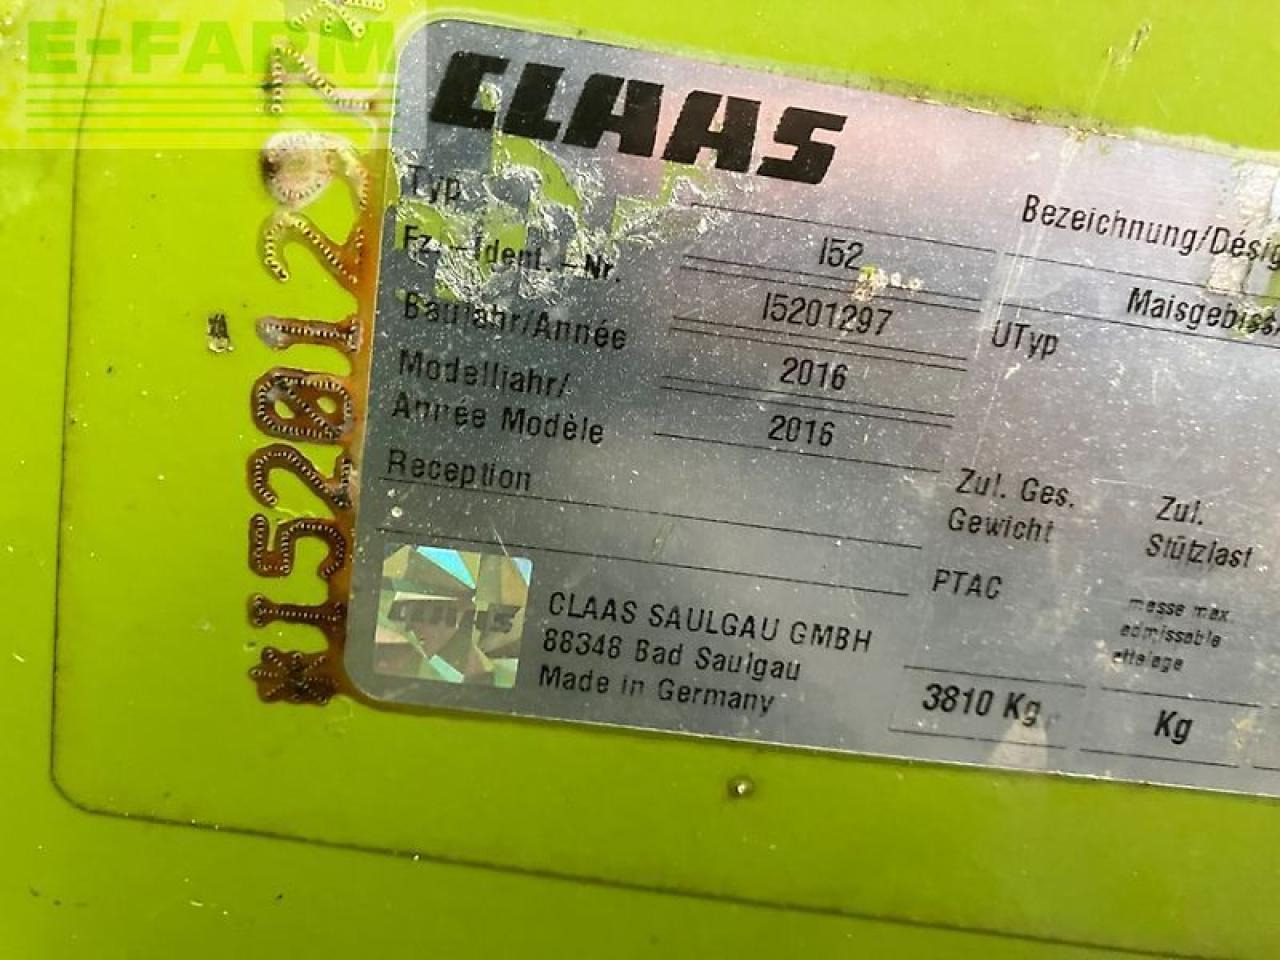 E-FARM
CLAAS
Typ I52 Bezeichnung/Désig
Fz.-Ident.-Nr. I5201297 Maisgebiss
Baujahr/Année 2016 UTyp
Modelljahr/
Année Modèle 2016
Reception
Zul. Ges. Gewicht
Zul. Stützlast
PTAC
masse max.
admissable
attelage
3810 Kg Kg
CLAAS
CLAAS SAULGAU GMBH
88348 Bad Saulgau
Made in Germany
*I5201297*